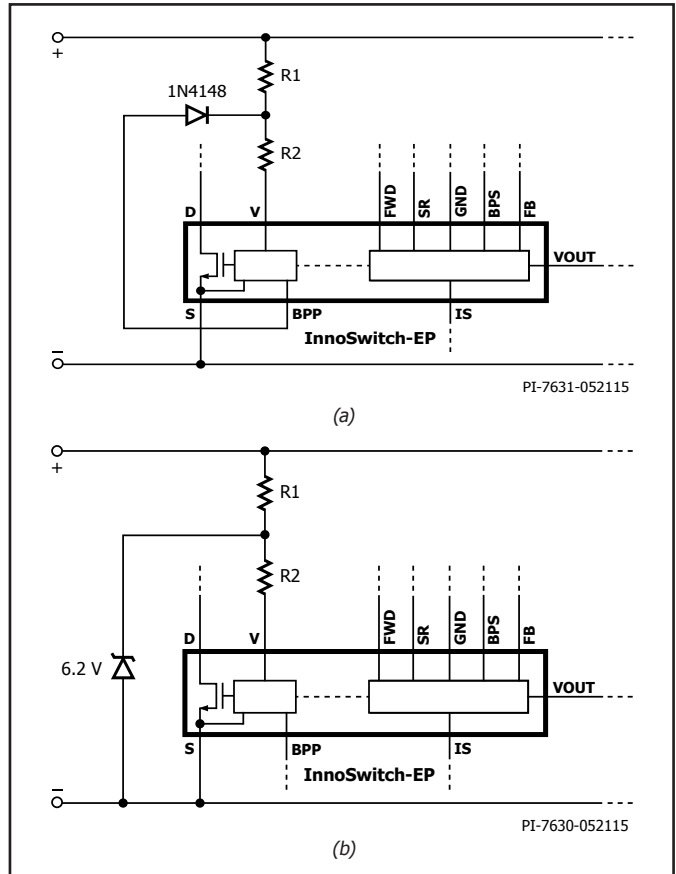 +
R1
1N4148
R2
D
V
FWD
SR
GND
BPS
FB
VOUT
S
BPP
IS
InnoSwitch-EP
−
PI-7631-052115
(a)
+
R1
R2
D
V
FWD
SR
GND
BPS
FB
6.2 V
VOUT
S
BPP
IS
InnoSwitch-EP
−
PI-7630-052115
(b)